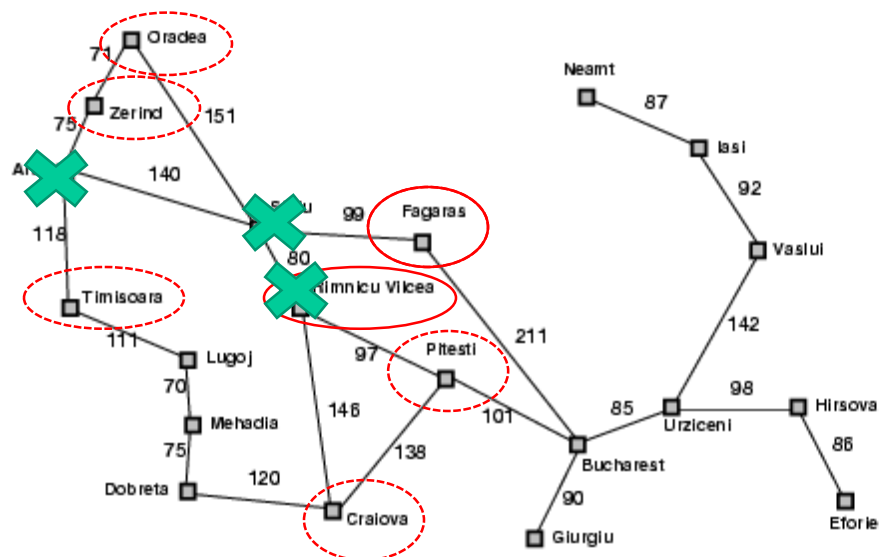 Oradea
71
Neamt
87
Zerind
75
151
Iasi
140
92
Fagaras
99
118
80
Vaslui
Timisoara
Rimnicu Vilcea
111
142
211
Lugoj
97
Pitesti
70
98
Hirsova
146
85
101
Mehadia
Urziceni
75
138
86
120
Bucharest
Dobreta
90
Craiova
Eforie
Giurgiu